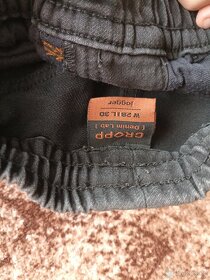 CROPP
[ Denim Lab ]
jogger
W 28 I L 30